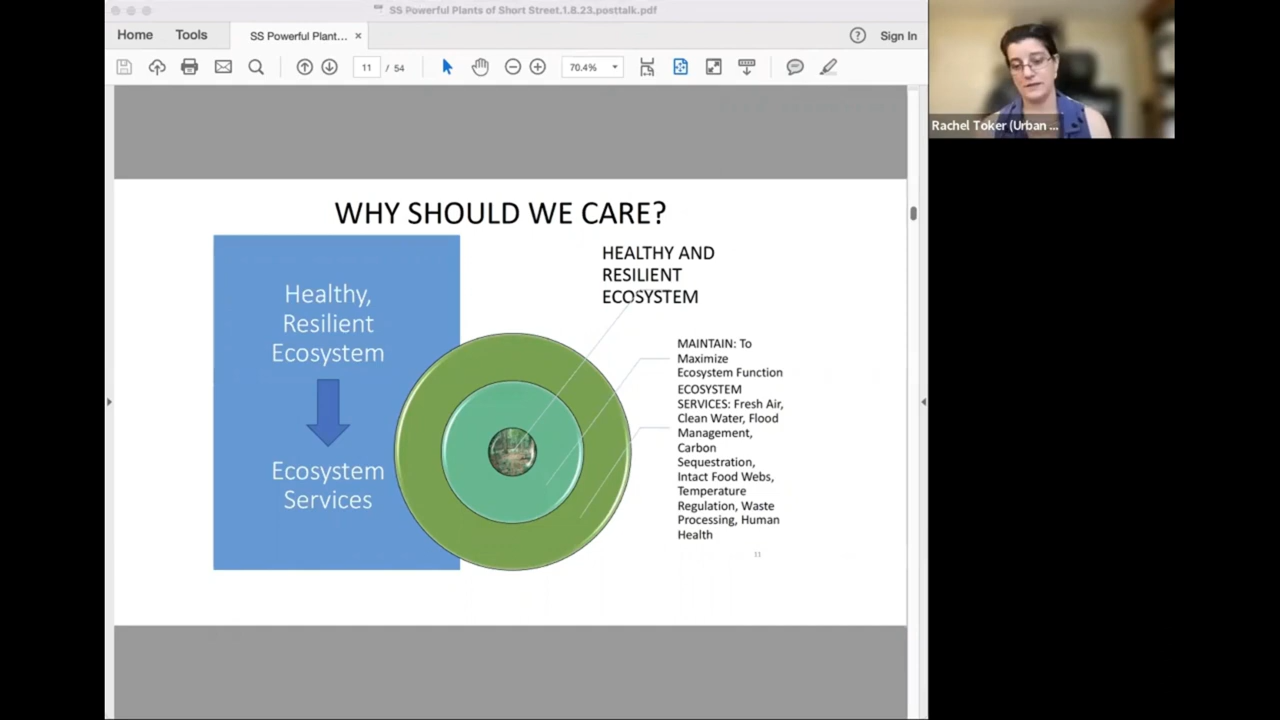 SS Powerful Plants of Short Street.1.8.23.posttalk.pdf
Home
Tools
SS Powerful Plant... ×
Sign In
11 / 54
70.4%
Rachel Toker (Urban ...
WHY SHOULD WE CARE?
Healthy,
Resilient
Ecosystem
Ecosystem
Services
HEALTHY AND
RESILIENT
ECOSYSTEM
MAINTAIN: To
Maximize
Ecosystem Function
ECOSYSTEM
SERVICES: Fresh Air,
Clean Water, Flood
Management,
Carbon
Sequestration,
Intact Food Webs,
Temperature
Regulation, Waste
Processing, Human
Health
11